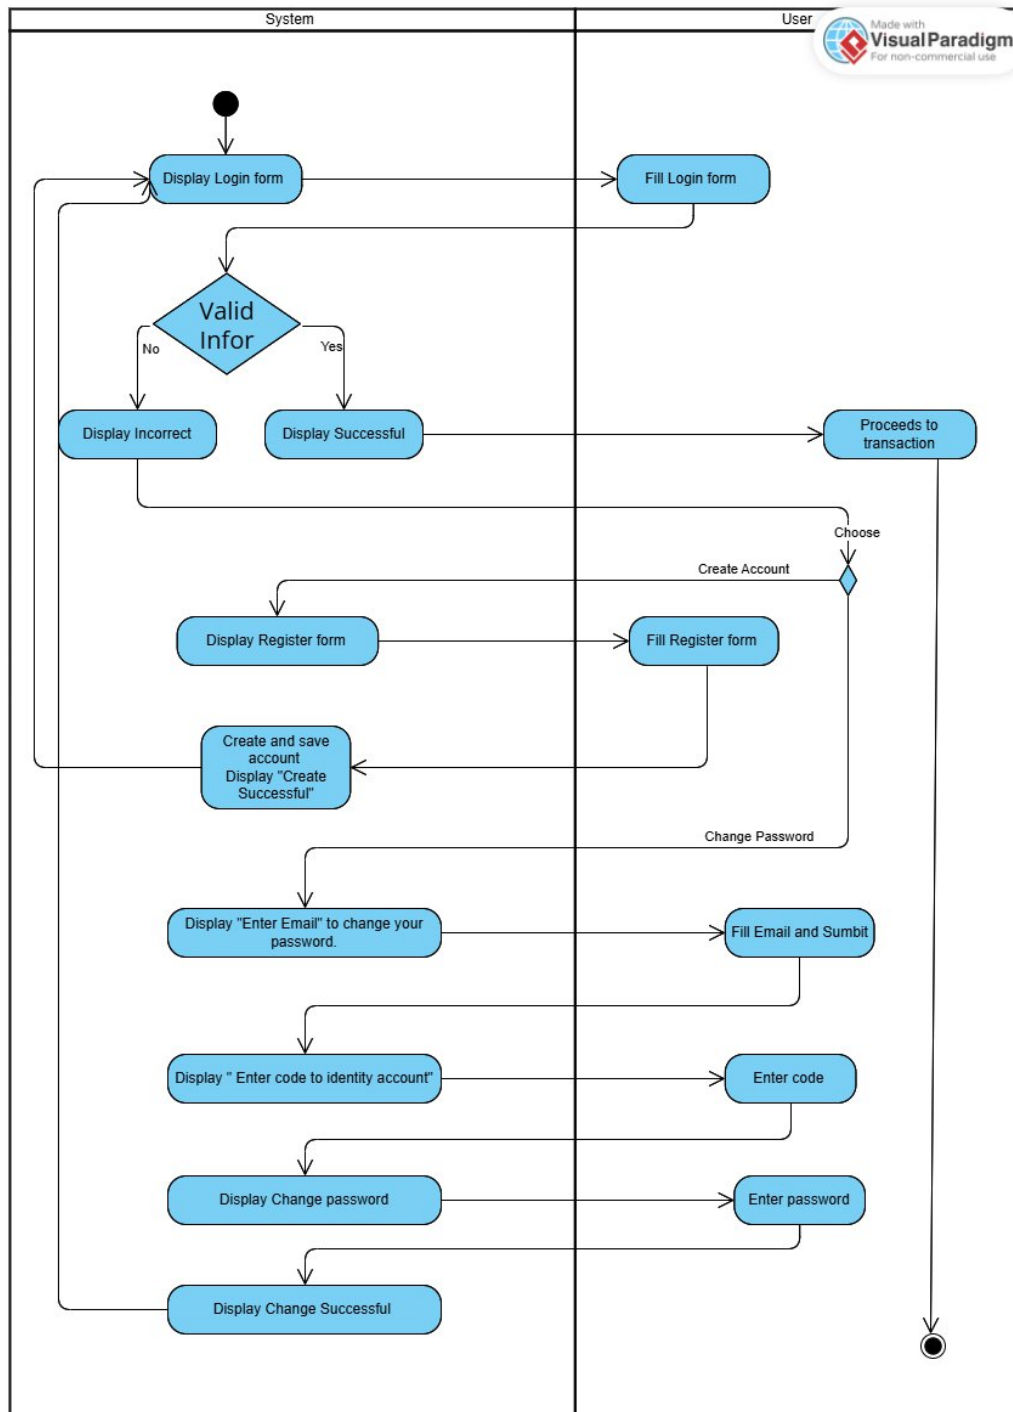 System
User
Made with
Visual Paradigm
For non-commercial use
Display Login form
Fill Login form
Valid
Infor
No
Yes
Display Incorrect
Display Successful
Proceeds to
transaction
Choose
Create Account
Display Register form
Fill Register form
Create and save
account
Display "Create
Successful"
Change Password
Display "Enter Email" to change your
password.
Fill Email and Sumbit
Display " Enter code to identity account"
Enter code
Display Change password
Enter password
Display Change Successful